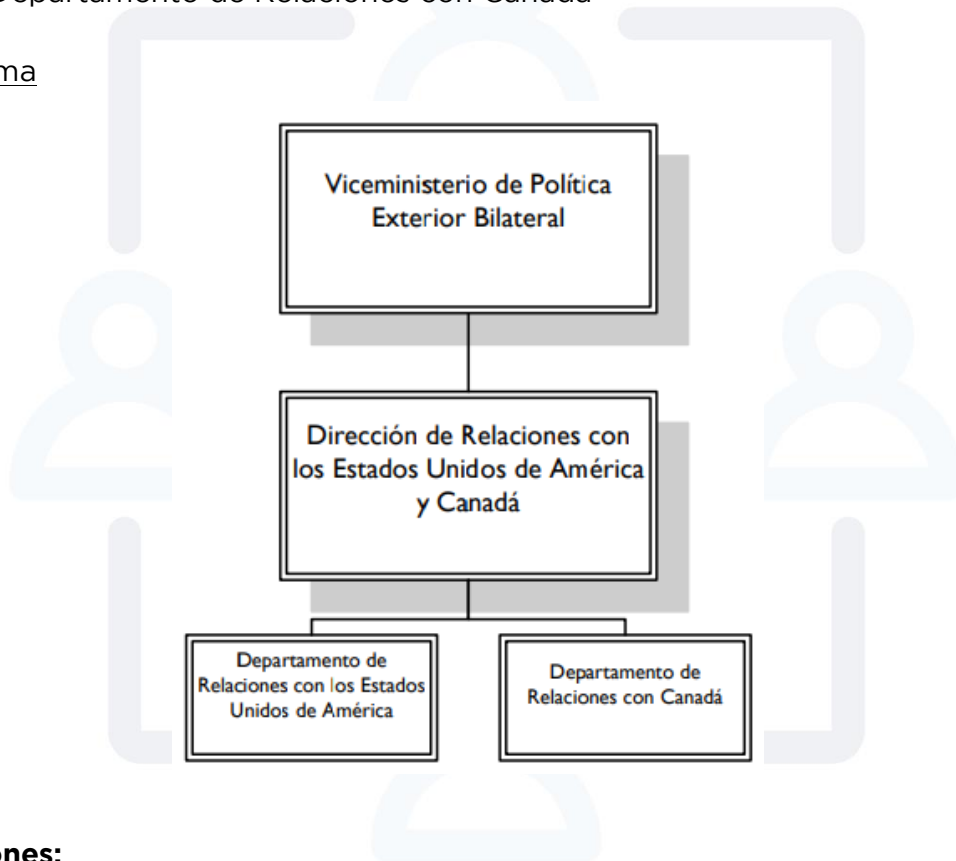 Departamento de Relaciones con Canadá
ma
Viceministerio de Política
Exterior Bilateral
Dirección de Relaciones con
los Estados Unidos de América
y Canadá
Departamento de
Relaciones con los Estados
Unidos de América
Departamento de
Relaciones con Canadá
ones: